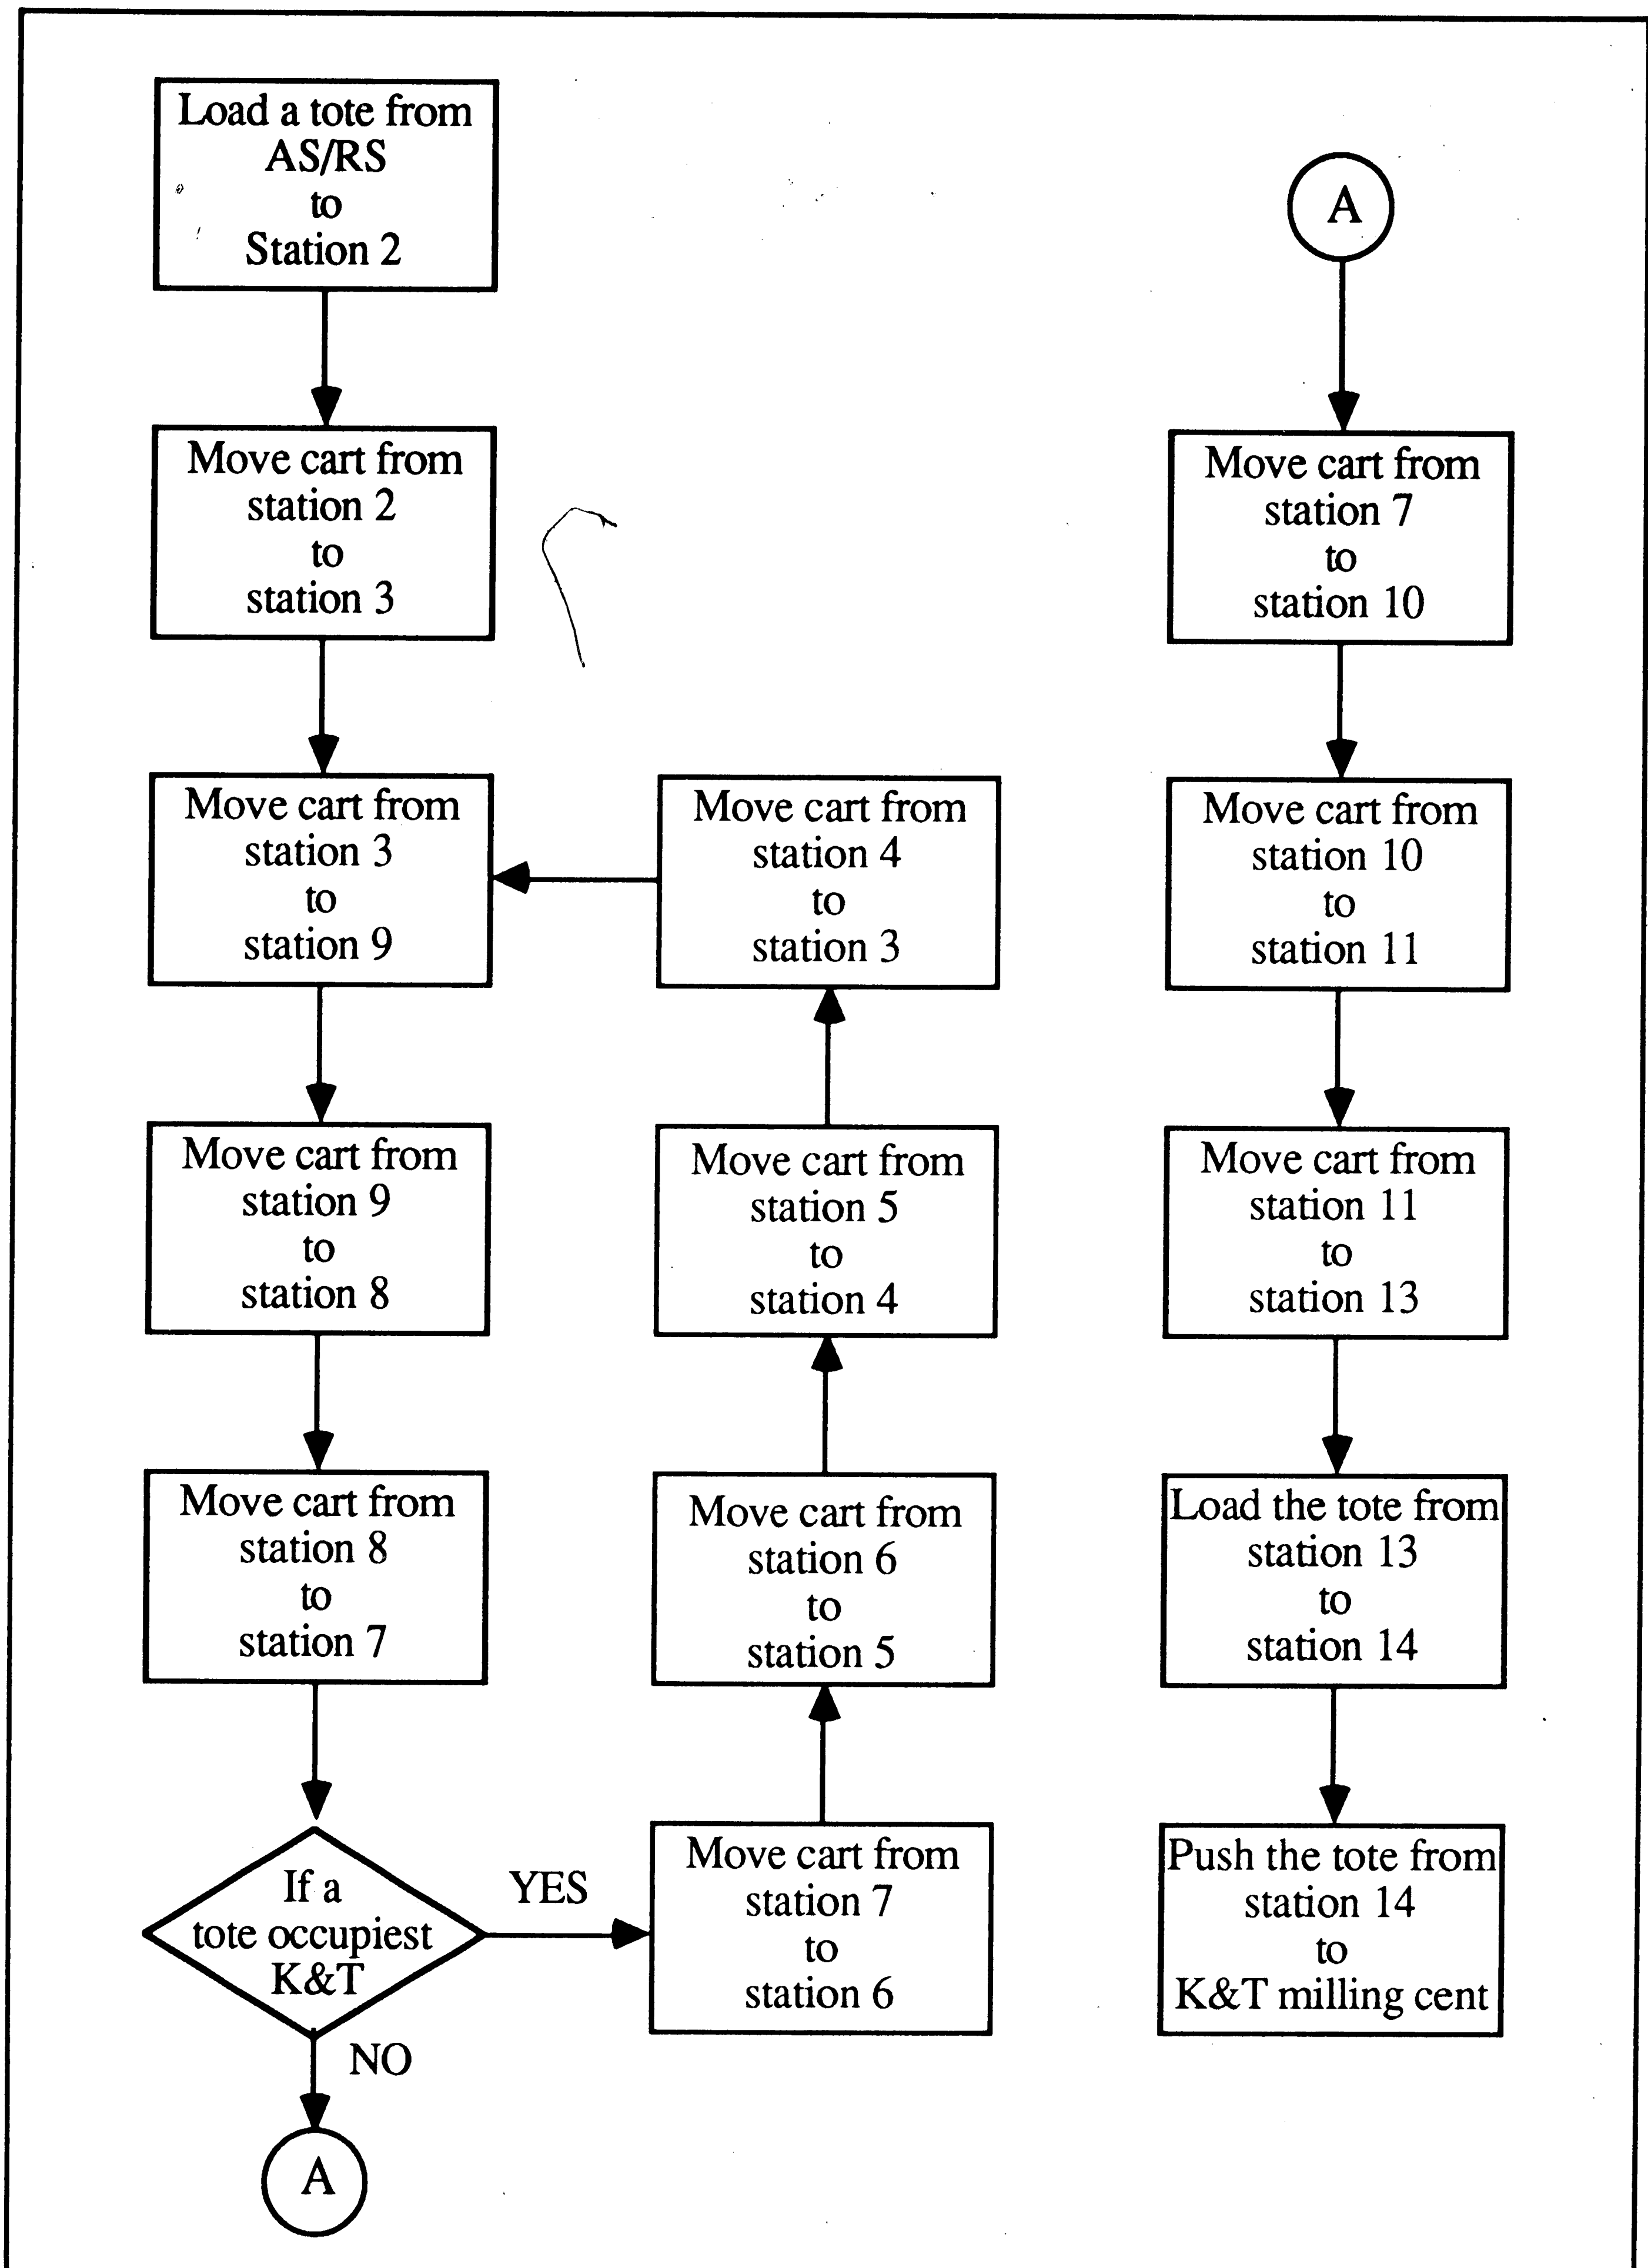 Load a tote from
AS/RS
to
Station 2
Move cart from
station 2
to
station 3
Move cart from
station 3
to
station 9
Move cart from
station 9
to
station 8
Move cart from
station 8
to
station 7
If a
tote occupiest
K&T
YES
NO
A
Move cart from
station 7
to
station 6
Move cart from
station 6
to
station 5
Move cart from
station 5
to
station 4
Move cart from
station 4
to
station 3
A
Move cart from
station 7
to
station 10
Move cart from
station 10
to
station 11
Move cart from
station 11
to
station 13
Load the tote from
station 13
to
station 14
Push the tote from
station 14
to
K&T milling cent